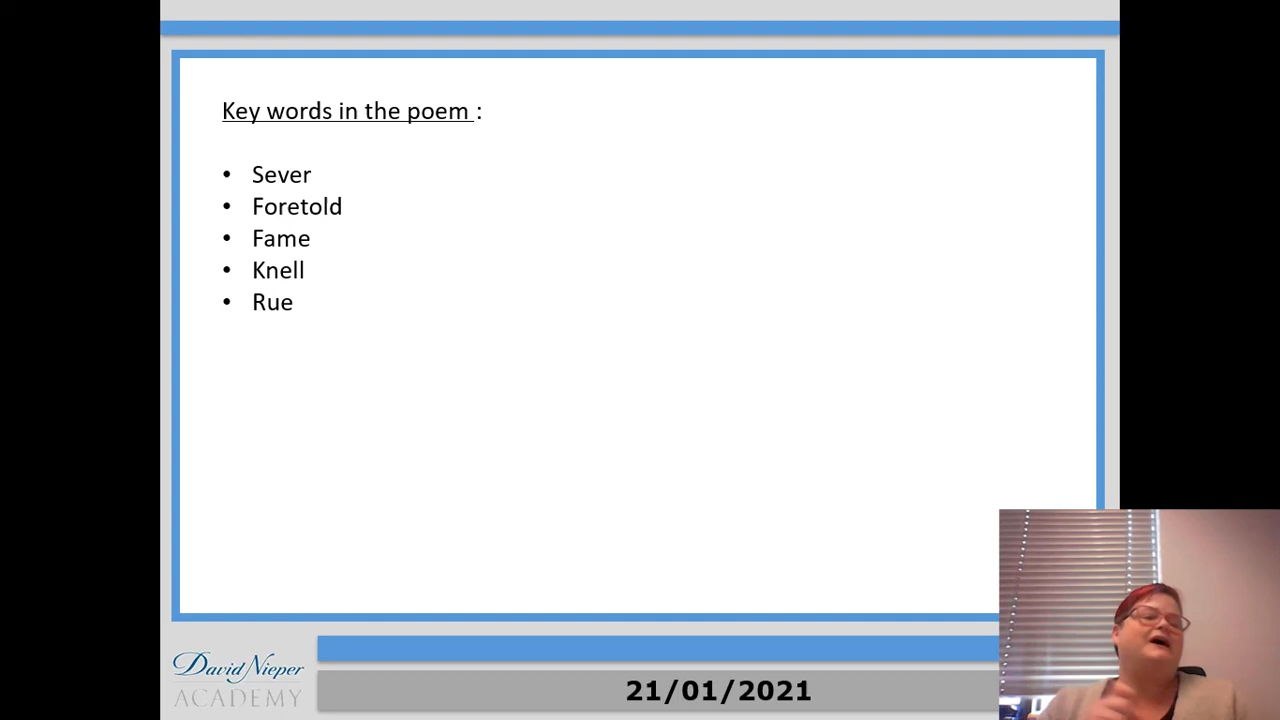 Key words in the poem :
• Sever
• Foretold
• Fame
• Knell
• Rue
David Nieper
ACADEMY
21/01/2021